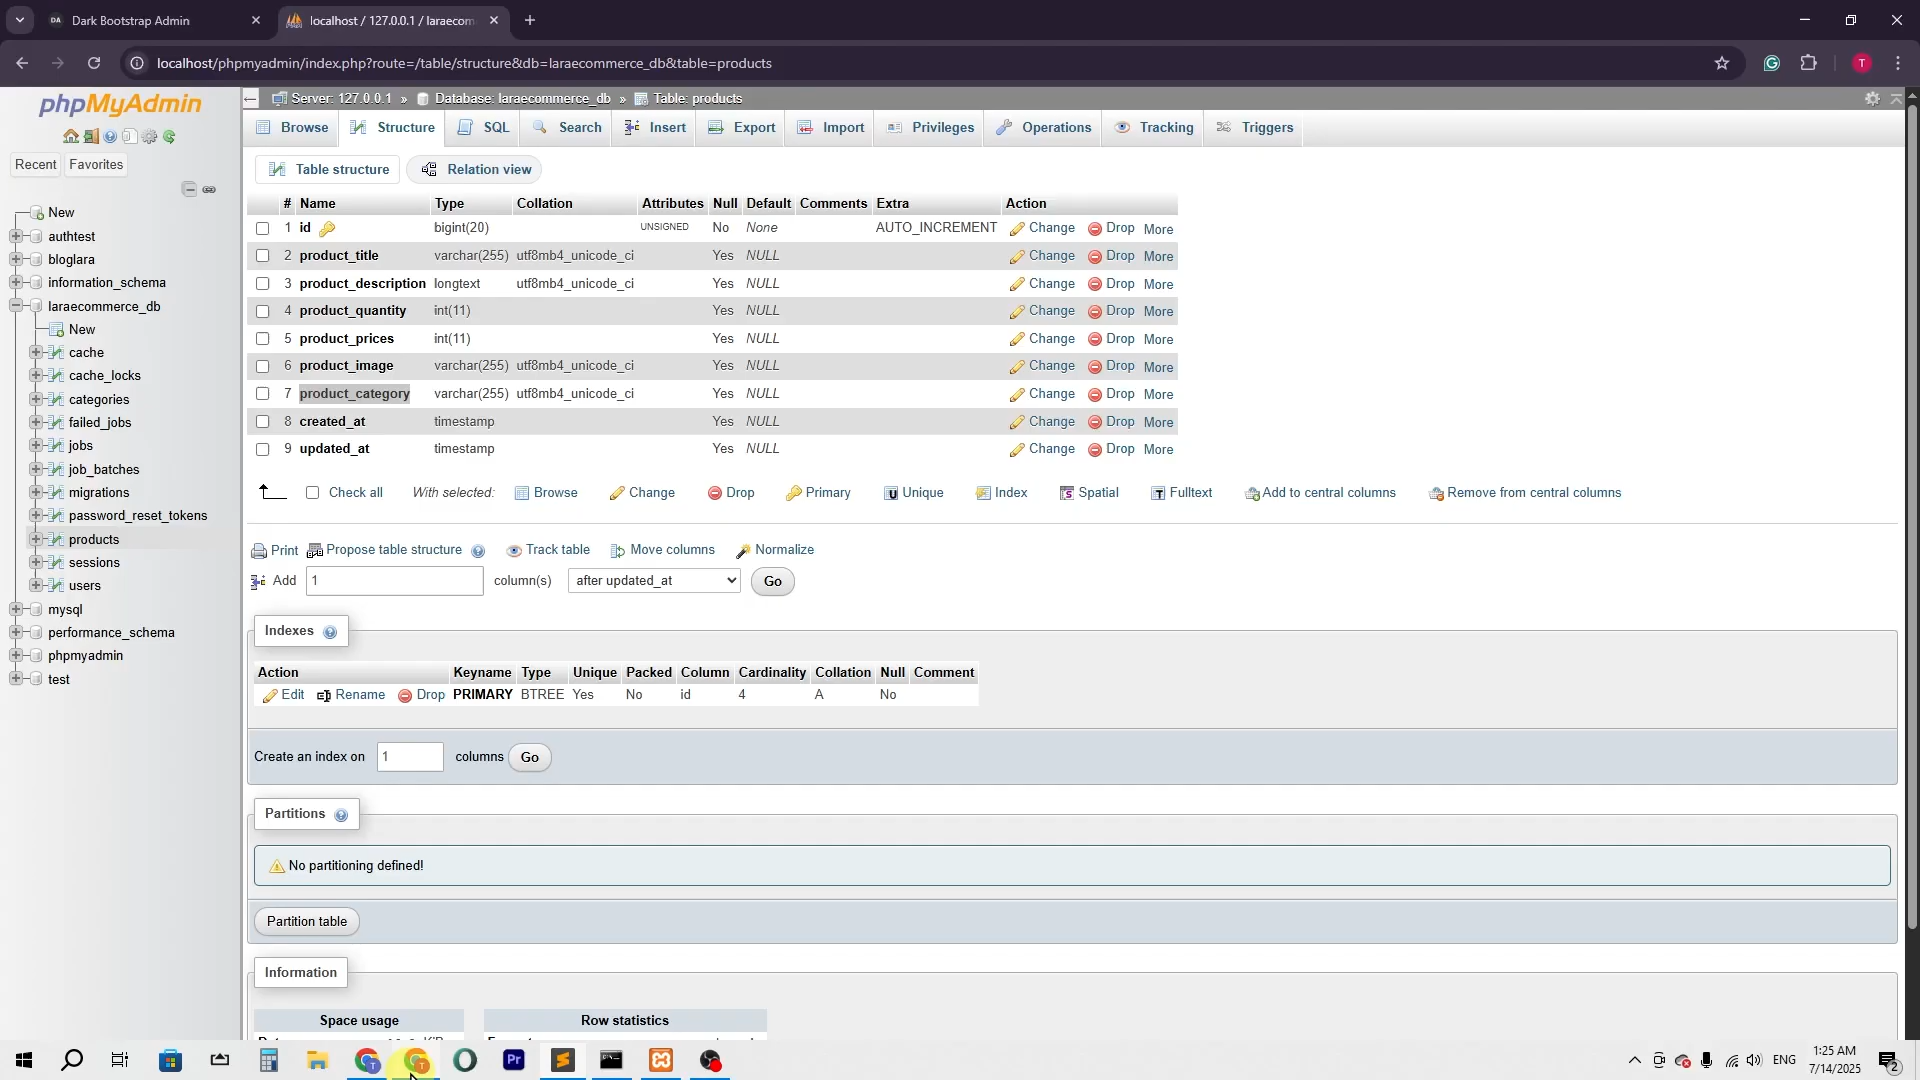 Dark Bootstrap Admin
localhost / 127.0.0.1 / laraecom
localhost/phpmyadmin/index.php?route=/table/structure&db=laraecommerce_db&table=products
T
phpMyAdmin
Recent Favorites
New
authtest
bloglara
information_schema
laraecommerce_db
New
cache
cache_locks
categories
failed_jobs
jobs
job_batches
migrations
password_reset_tokens
products
sessions
users
mysql
performance_schema
phpmyadmin
test
Server: 127.0.0.1 » Database: laraecommerce_db » Table: products
Browse Structure SQL Search Insert Export Import Privileges Operations Tracking Triggers
Table structure Relation view
# Name Type Collation Attributes Null Default Comments Extra Action
1 id bigint(20) UNSIGNED No None AUTO_INCREMENT Change Drop More
2 product_title varchar(255) utf8mb4_unicode_ci Yes NULL Change Drop More
3 product_description longtext utf8mb4_unicode_ci Yes NULL Change Drop More
4 product_quantity int(11) Yes NULL Change Drop More
5 product_prices int(11) Yes NULL Change Drop More
6 product_image varchar(255) utf8mb4_unicode_ci Yes NULL Change Drop More
7 product_category varchar(255) utf8mb4_unicode_ci Yes NULL Change Drop More
8 created_at timestamp Yes NULL Change Drop More
9 updated_at timestamp Yes NULL Change Drop More
Check all With selected: Browse Change Drop Primary Unique Index Spatial Fulltext Add to central columns Remove from central columns
Print Propose table structure Track table Move columns Normalize
Add 1 column(s) after updated_at Go
Indexes
Action Keyname Type Unique Packed Column Cardinality Collation Null Comment
Edit Rename Drop PRIMARY BTREE Yes No id 4 A No
Create an index on 1 columns Go
Partitions
No partitioning defined!
Partition table
Information
Space usage Row statistics
ENG
1:25 AM
7/14/2025
2